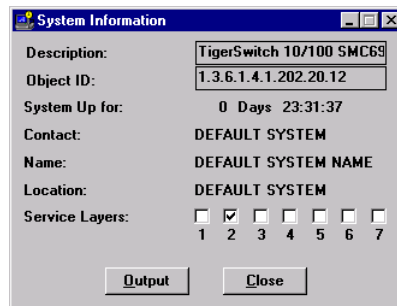 System Information
Description: TigerSwitch 10/100 SMC69
Object ID: 1.3.6.1.4.1.202.20.12
System Up for: 0 Days 23:31:37
Contact: DEFAULT SYSTEM
Name: DEFAULT SYSTEM NAME
Location: DEFAULT SYSTEM
Service Layers:
1 2 3 4 5 6 7
Output Close